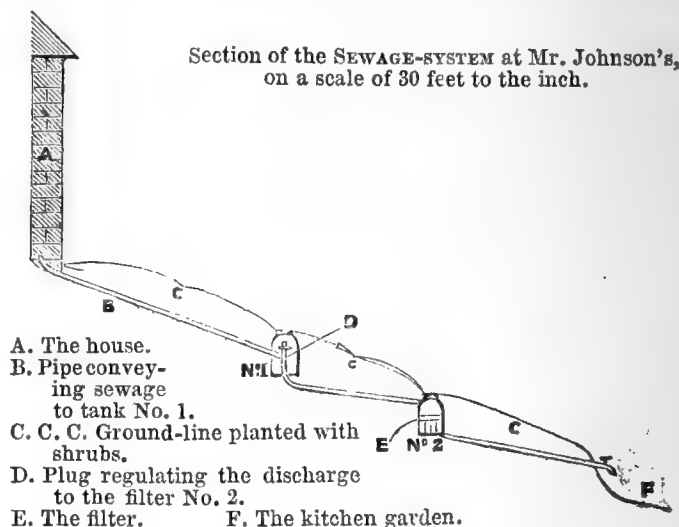 Section of the SEWAGE-SYSTEM at Mr. Johnson's,
on a scale of 30 feet to the inch.
A
C
B
D
No. 1
C
C
E
No. 2
F
A. The house.
B. Pipe convey-
ing sewage
to tank No. 1.
C. C. C. Ground-line planted with
shrubs.
D. Plug regulating the discharge
to the filter No. 2.
E. The filter. F. The kitchen garden.